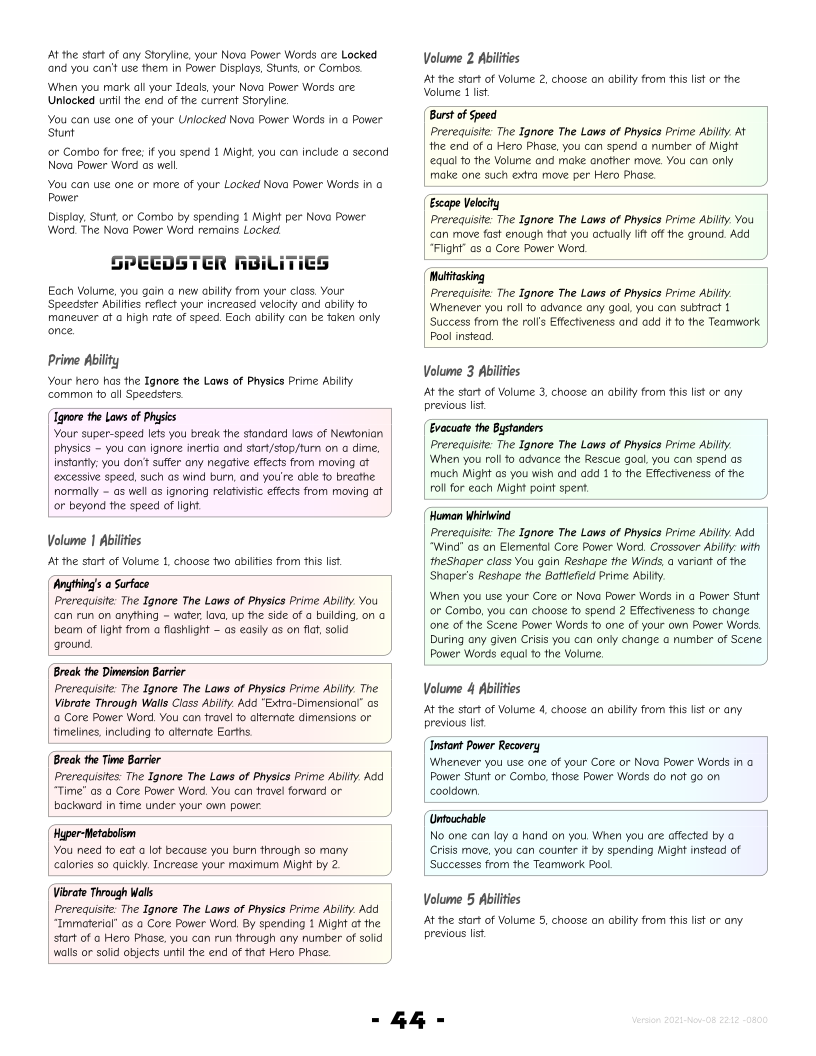 At the start of any Storyline, your Nova Power Words are Locked
and you can't use them in Power Displays, Stunts, or Combos.
When you mark all your Ideals, your Nova Power Words are
Unlocked until the end of the current Storyline.
You can use one of your Unlocked Nova Power Words in a Power
Stunt
or Combo for free; if you spend 1 Might, you can include a second
Nova Power Word as well.
You can use one or more of your Locked Nova Power Words in a
Power
Display, Stunt, or Combo by spending 1 Might per Nova Power
Word. The Nova Power Word remains Locked.
SPEEDSTER ABILITIES
Each Volume, you gain a new ability from your class. Your
Speedster Abilities reflect your increased velocity and ability to
maneuver at a high rate of speed. Each ability can be taken only
once.
Prime Ability
Your hero has the Ignore the Laws of Physics Prime Ability
common to all Speedsters.
Ignore the Laws of Physics
Your super-speed lets you break the standard laws of Newtonian
physics – you can ignore inertia and start/stop/turn on a dime,
instantly; you don't suffer any negative effects from moving at
excessive speed, such as wind burn, and you're able to breathe
normally – as well as ignoring relativistic effects from moving at
or beyond the speed of light.
Volume 1 Abilities
At the start of Volume 1, choose two abilities from this list.
Anything's a Surface
Prerequisite: The Ignore The Laws of Physics Prime Ability. You
can run on anything – water, lava, up the side of a building, on a
beam of light from a flashlight – as easily as on flat, solid
ground.
Break the Dimension Barrier
Prerequisite: The Ignore The Laws of Physics Prime Ability. The
Vibrate Through Walls Class Ability. Add "Extra-Dimensional" as
a Core Power Word. You can travel to alternate dimensions or
timelines, including to alternate Earths.
Break the Time Barrier
Prerequisites: The Ignore The Laws of Physics Prime Ability. Add
"Time" as a Core Power Word. You can travel forward or
backward in time under your own power.
Hyper-Metabolism
You need to eat a lot because you burn through so many
calories so quickly. Increase your maximum Might by 2.
Vibrate Through Walls
Prerequisite: The Ignore The Laws of Physics Prime Ability. Add
"Immaterial" as a Core Power Word. By spending 1 Might at the
start of a Hero Phase, you can run through any number of solid
walls or solid objects until the end of that Hero Phase.
Volume 2 Abilities
At the start of Volume 2, choose an ability from this list or the
Volume 1 list.
Burst of Speed
Prerequisite: The Ignore The Laws of Physics Prime Ability. At
the end of a Hero Phase, you can spend a number of Might
equal to the Volume and make another move. You can only
make one such extra move per Hero Phase.
Escape Velocity
Prerequisite: The Ignore The Laws of Physics Prime Ability. You
can move fast enough that you actually lift off the ground. Add
"Flight" as a Core Power Word.
Multitasking
Prerequisite: The Ignore The Laws of Physics Prime Ability.
Whenever you roll to advance any goal, you can subtract 1
Success from the roll's Effectiveness and add it to the Teamwork
Pool instead.
Volume 3 Abilities
At the start of Volume 3, choose an ability from this list or any
previous list.
Evacuate the Bystanders
Prerequisite: The Ignore The Laws of Physics Prime Ability.
When you roll to advance the Rescue goal, you can spend as
much Might as you wish and add 1 to the Effectiveness of the
roll for each Might point spent.
Human Whirlwind
Prerequisite: The Ignore The Laws of Physics Prime Ability. Add
"Wind" as an Elemental Core Power Word. Crossover Ability: with
theShaper class You gain Reshape the Winds, a variant of the
Shaper's Reshape the Battlefield Prime Ability.
When you use your Core or Nova Power Words in a Power Stunt
or Combo, you can choose to spend 2 Effectiveness to change
one of the Scene Power Words to one of your own Power Words.
During any given Crisis you can only change a number of Scene
Power Words equal to the Volume.
Volume 4 Abilities
At the start of Volume 4, choose an ability from this list or any
previous list.
Instant Power Recovery
Whenever you use one of your Core or Nova Power Words in a
Power Stunt or Combo, those Power Words do not go on
cooldown.
Untouchable
No one can lay a hand on you. When you are affected by a
Crisis move, you can counter it by spending Might instead of
Successes from the Teamwork Pool.
Volume 5 Abilities
At the start of Volume 5, choose an ability from this list or any
previous list.
- 44 -
Version 2021-Nov-08 22:12 -0800